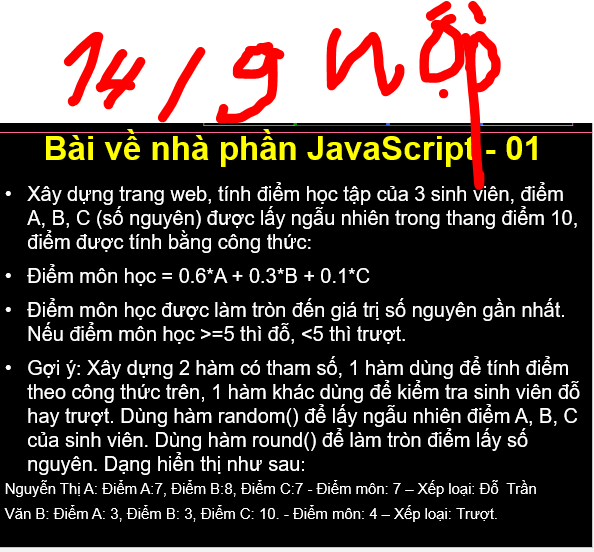 14/9 nộp
Bài về nhà phần JavaScript - 01
• Xây dựng trang web, tính điểm học tập của 3 sinh viên, điểm
A, B, C (số nguyên) được lấy ngẫu nhiên trong thang điểm 10,
điểm được tính bằng công thức:
• Điểm môn học = 0.6*A + 0.3*B + 0.1*C
• Điểm môn học được làm tròn đến giá trị số nguyên gần nhất.
Nếu điểm môn học >=5 thì đỗ, <5 thì trượt.
• Gợi ý: Xây dựng 2 hàm có tham số, 1 hàm dùng để tính điểm
theo công thức trên, 1 hàm khác dùng để kiểm tra sinh viên đỗ
hay trượt. Dùng hàm random() để lấy ngẫu nhiên điểm A, B, C
của sinh viên. Dùng hàm round() để làm tròn điểm lấy số
nguyên. Dạng hiển thị như sau:
Nguyễn Thị A: Điểm A:7, Điểm B:8, Điểm C:7 - Điểm môn: 7 – Xếp loại: Đỗ Trần
Văn B: Điểm A: 3, Điểm B: 3, Điểm C: 10. - Điểm môn: 4 – Xếp loại: Trượt.